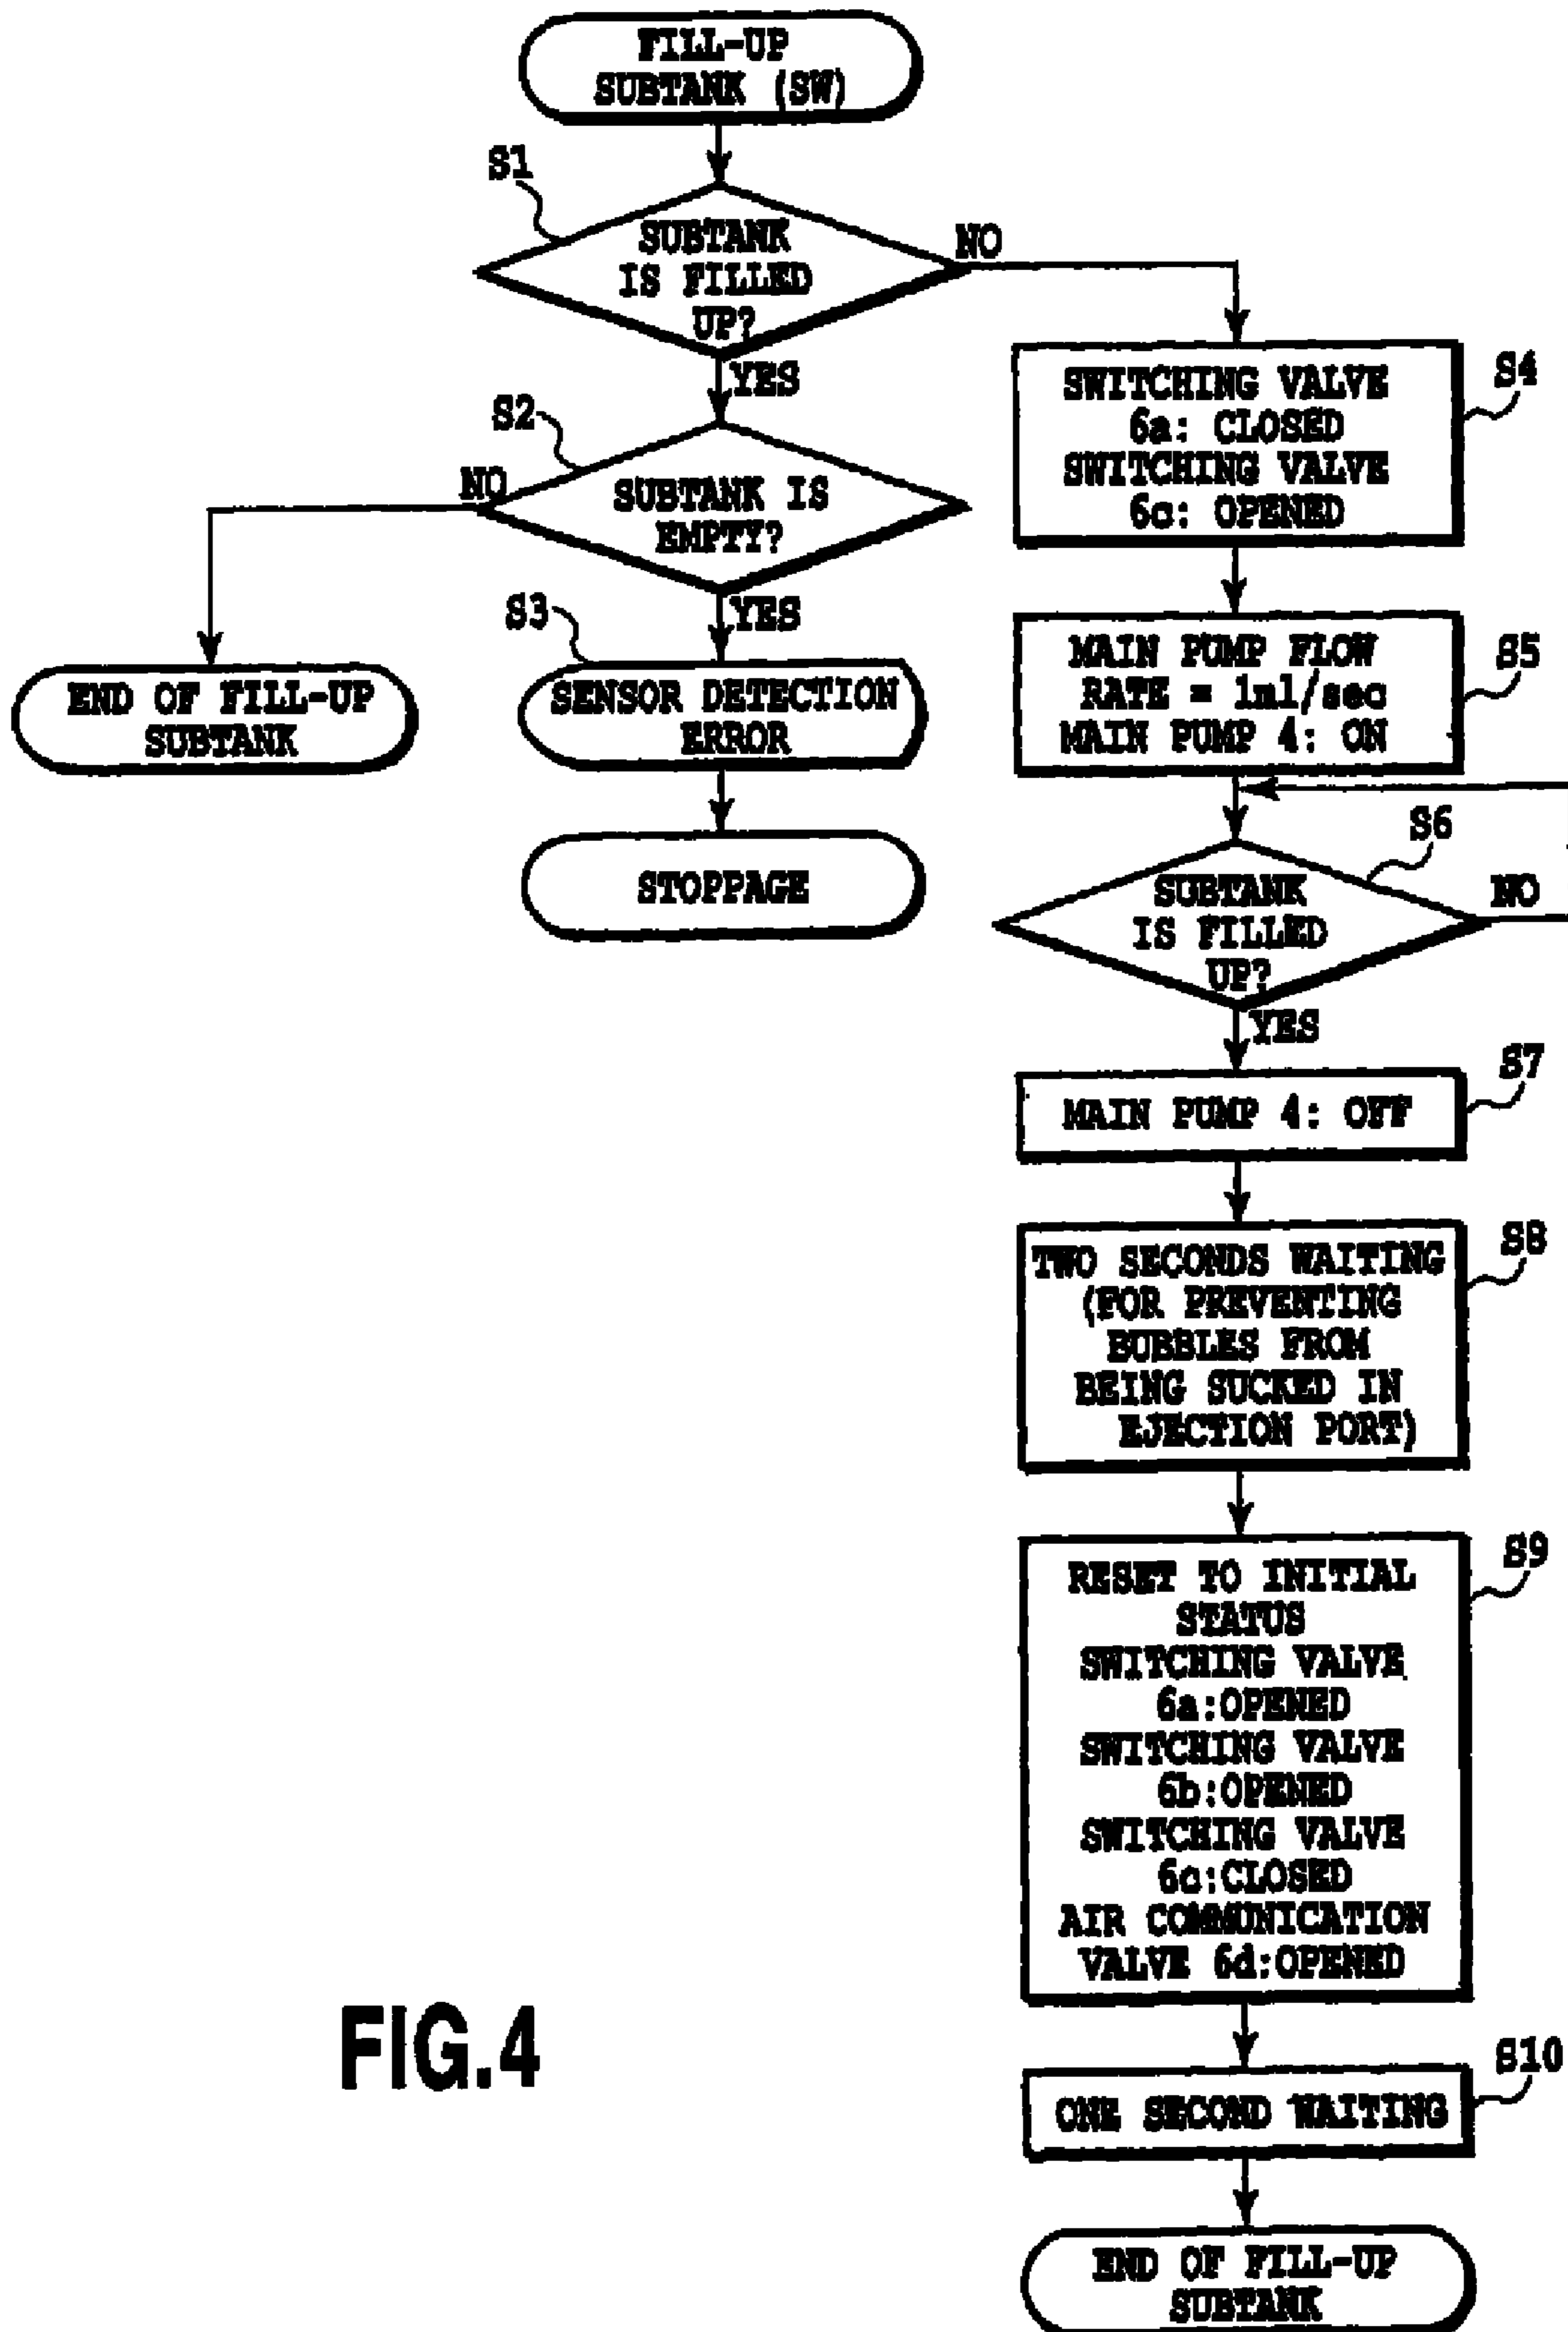 FILL-UP
SUBTANK (SW)
S1
SUBTANK
IS FILLED
UP?
NO
YES
S2
SUBTANK IS
EMPTY?
NO
YES
END OF FILL-UP
SUBTANK
S3
SENSOR DETECTION
ERROR
STOPPAGE
S4
SWITCHING VALVE
6a: CLOSED
SWITCHING VALVE
6c: OPENED
S5
MAIN PUMP FLOW
RATE = 1ml/sec
MAIN PUMP 4: ON
S6
SUBTANK
IS FILLED
UP?
NO
YES
S7
MAIN PUMP 4: OFF
S8
TWO SECONDS WAITING
(FOR PREVENTING
BUBBLES FROM
BEING SUCKED IN
EJECTION PORT)
S9
RESET TO INITIAL
STATUS
SWITCHING VALVE
6a:OPENED
SWITCHING VALVE
6b:OPENED
SWITCHING VALVE
6c:CLOSED
AIR COMMUNICATION
VALVE 6d:OPENED
S10
ONE SECOND WAITING
END OF FILL-UP
SUBTANK
FIG.4